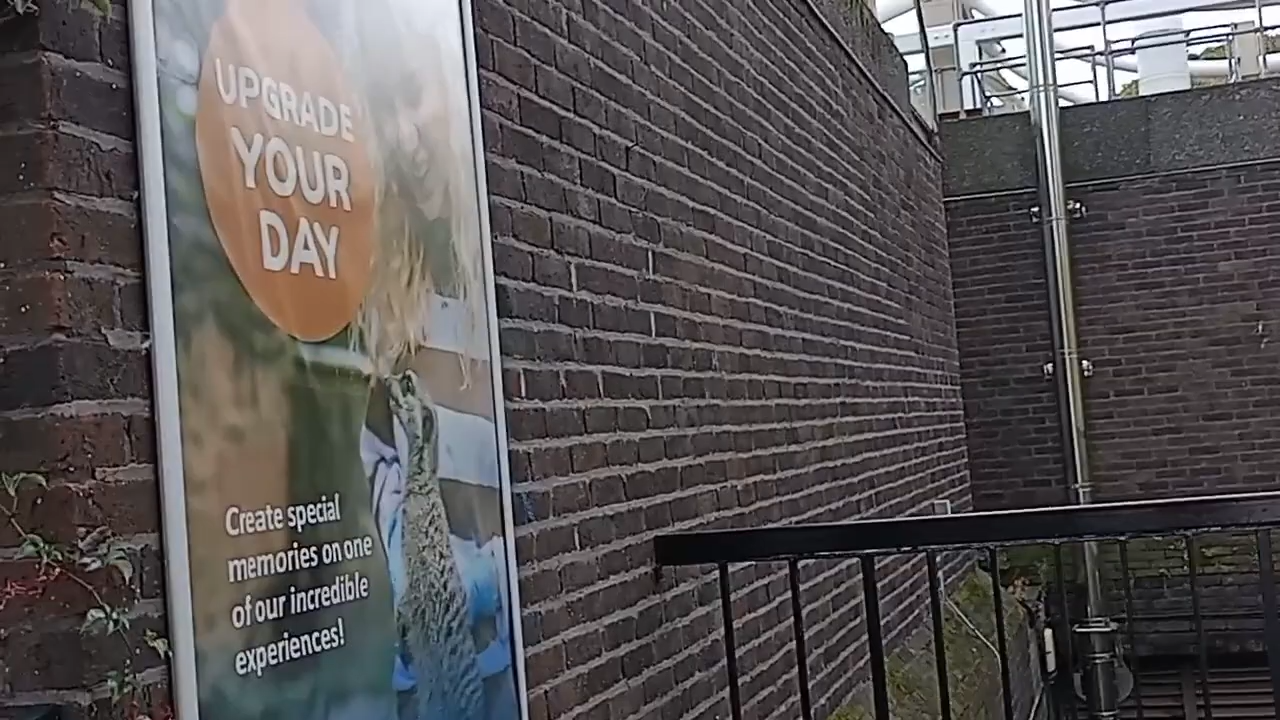 UPGRADE
YOUR
DAY
Create special
memories on one
of our incredible
experiences!